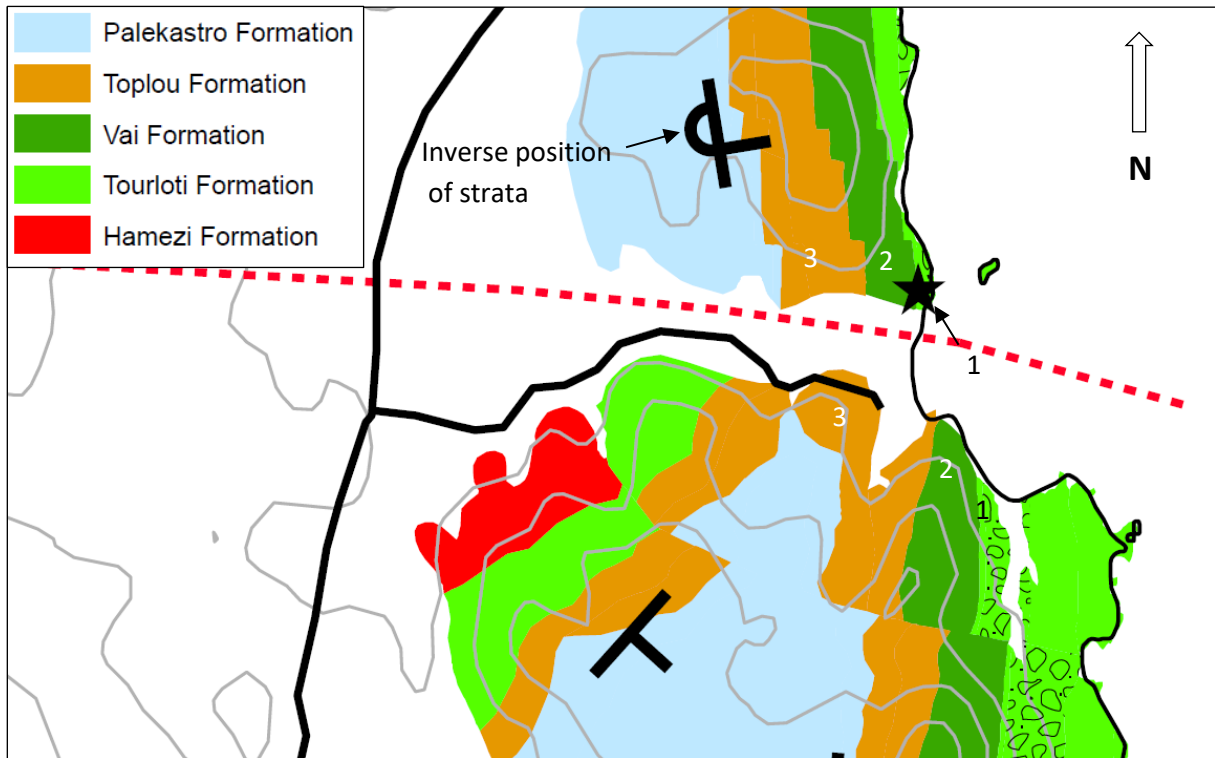 Palekastro Formation
Toplou Formation
Vai Formation
Tourloti Formation
Hamezi Formation
Inverse position
of strata
N
3
2
1
3
2
1